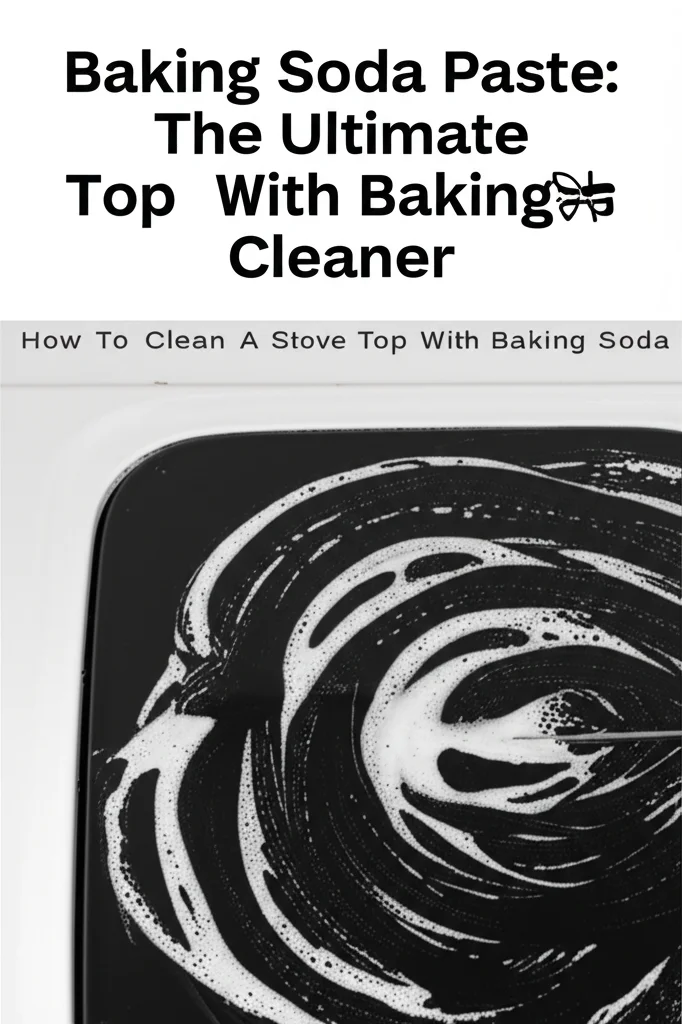 Baking Soda Paste:
The Ultimate
Top With Baking
Cleaner
How To Clean A Stove Top With Baking Soda